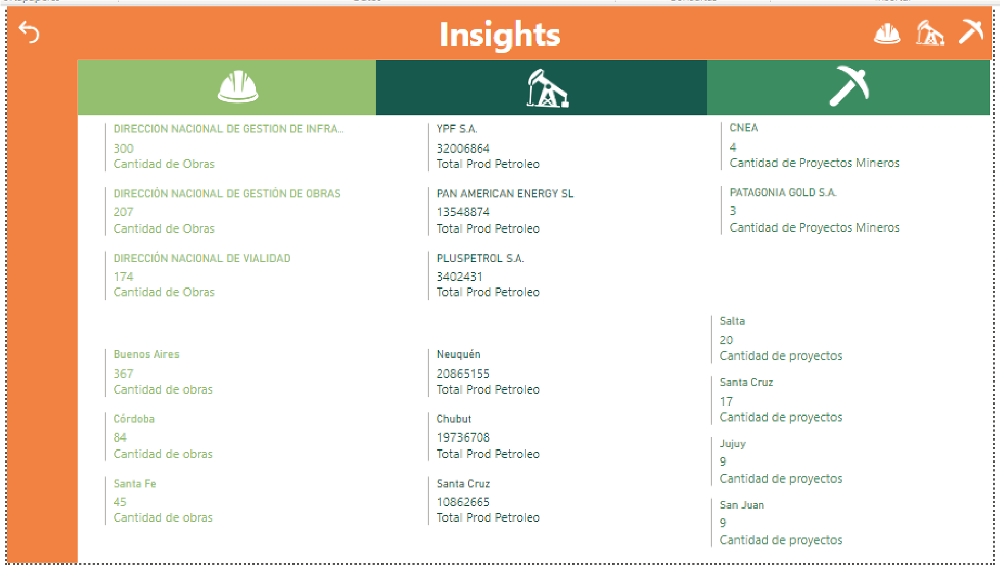 Insights
DIRECCION NACIONAL DE GESTION DE INFRA...
300
Cantidad de Obras
DIRECCIÓN NACIONAL DE GESTIÓN DE OBRAS
207
Cantidad de Obras
DIRECCIÓN NACIONAL DE VIALIDAD
174
Cantidad de Obras
Buenos Aires
367
Cantidad de obras
Córdoba
84
Cantidad de obras
Santa Fe
45
Cantidad de obras
YPF S.A.
32006864
Total Prod Petroleo
PAN AMERICAN ENERGY SL
13548874
Total Prod Petroleo
PLUSPETROL S.A.
3402431
Total Prod Petroleo
Neuquén
20865155
Total Prod Petroleo
Chubut
19736708
Total Prod Petroleo
Santa Cruz
10862665
Total Prod Petroleo
CNEA
4
Cantidad de Proyectos Mineros
PATAGONIA GOLD S.A.
3
Cantidad de Proyectos Mineros
Salta
20
Cantidad de proyectos
Santa Cruz
17
Cantidad de proyectos
Jujuy
9
Cantidad de proyectos
San Juan
9
Cantidad de proyectos